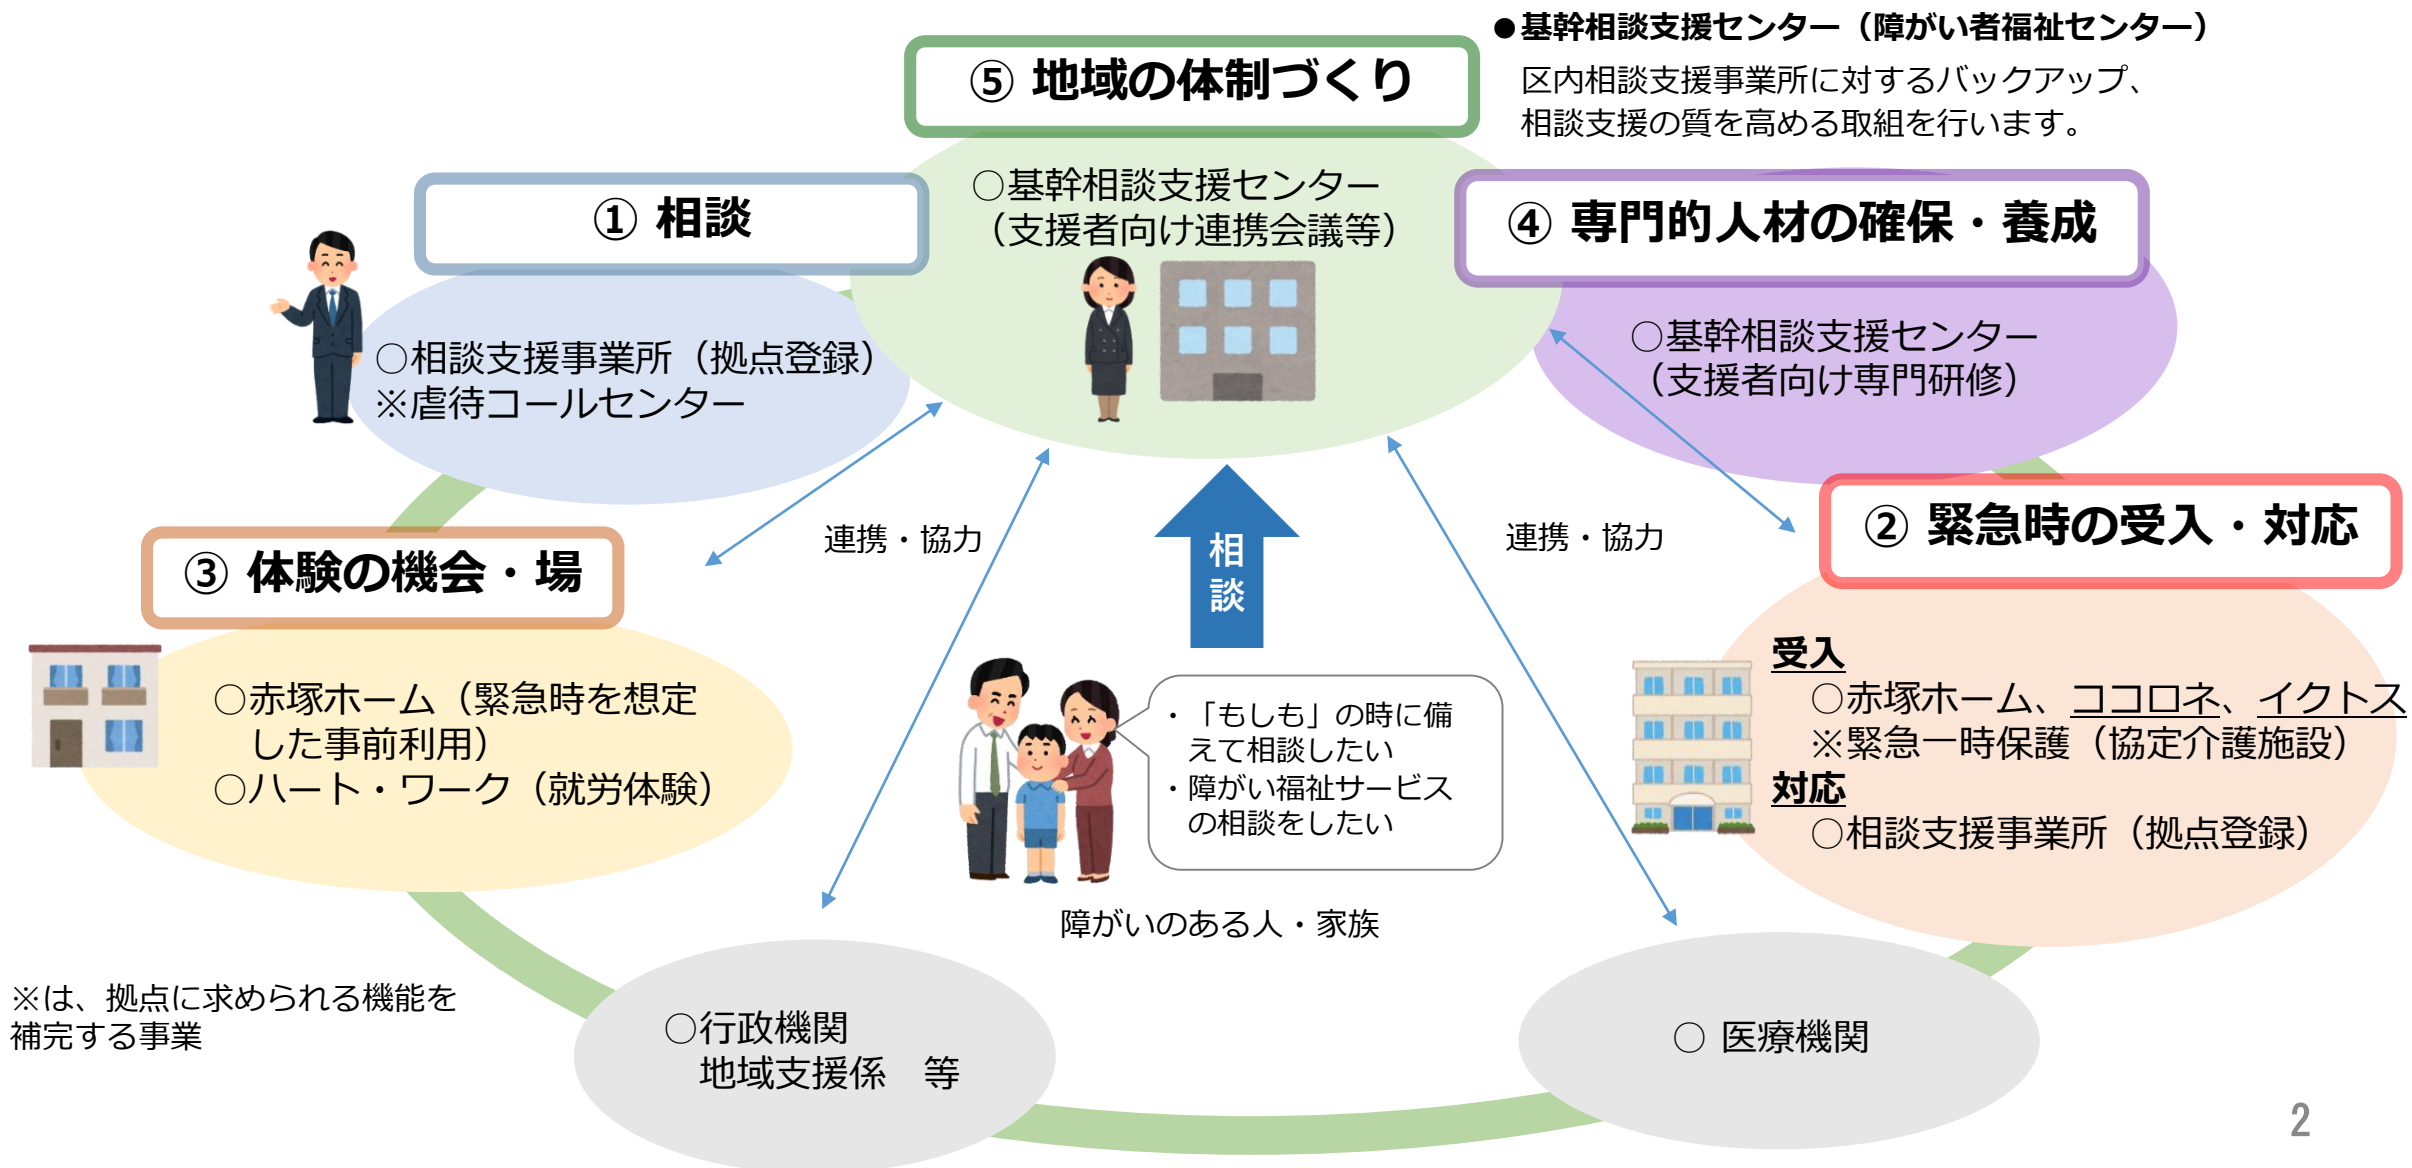 ●基幹相談支援センター（障がい者福祉センター）
区内相談支援事業所に対するバックアップ、
相談支援の質を高める取組を行います。
⑤ 地域の体制づくり
○基幹相談支援センター
（支援者向け連携会議等）
① 相談
○相談支援事業所（拠点登録）
※虐待コールセンター
④ 専門的人材の確保・養成
○基幹相談支援センター
（支援者向け専門研修）
連携・協力
相
談
連携・協力
② 緊急時の受入・対応
受入
○赤塚ホーム、ココロネ、イクトス
※緊急一時保護（協定介護施設）
対応
○相談支援事業所（拠点登録）
③ 体験の機会・場
○赤塚ホーム（緊急時を想定
した事前利用）
○ハート・ワーク（就労体験）
・「もしも」の時に備
えて相談したい
・障がい福祉サービス
の相談をしたい
障がいのある人・家族
※は、拠点に求められる機能を
補完する事業
○行政機関
地域支援係　等
○ 医療機関
2